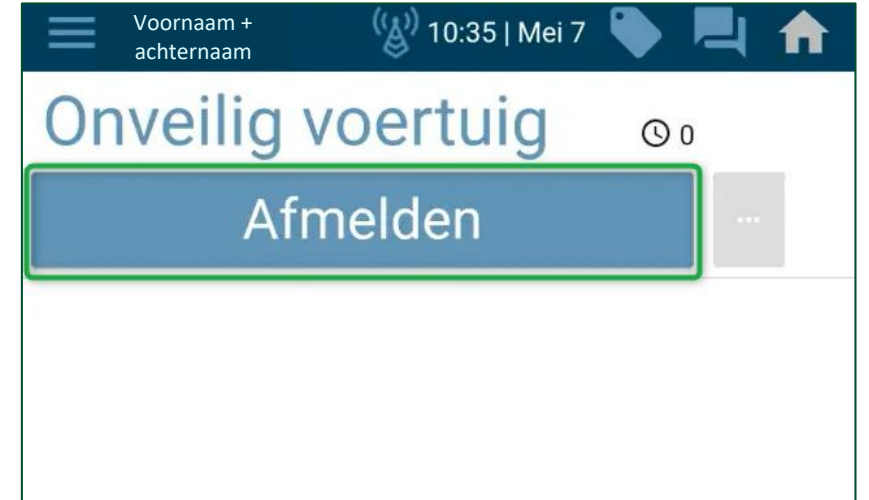 Voornaam +
achternaam
10:35 | Mei 7
Onveilig voertuig
0
Afmelden
...